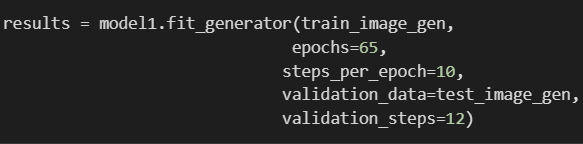 results = model1.fit_generator(train_image_gen,
epochs=65,
steps_per_epoch=10,
validation_data=test_image_gen,
validation_steps=12)